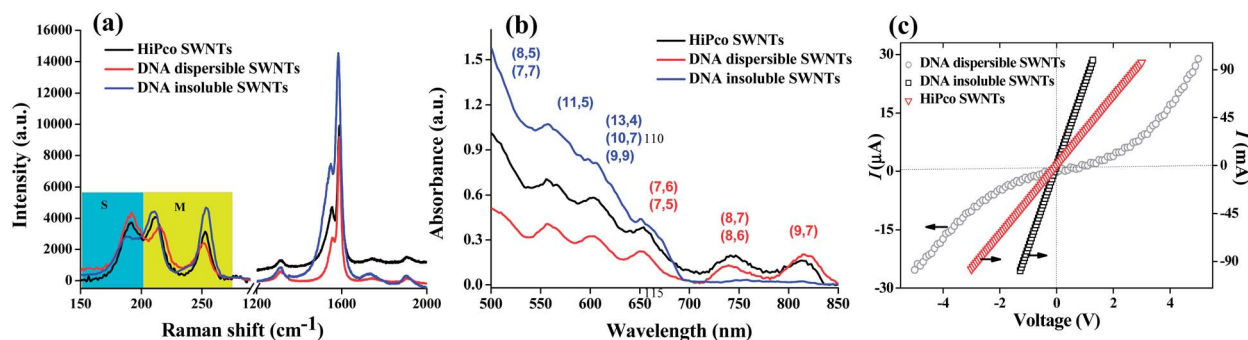 (a)
16000
14000
12000
10000
8000
6000
4000
2000
0
Intensity (a.u.)
HiPco SWNTs
DNA dispersible SWNTs
DNA insoluble SWNTs
S
M
150 200 250 1200 1600 2000
Raman shift (cm-1)
(b)
1.5
1.2
0.9
0.6
0.3
0.0
Absorbance (a.u.)
HiPco SWNTs
DNA dispersible SWNTs
DNA insoluble SWNTs
(8,5)
(7,7)
(11,5)
(13,4)
(10,7) 110
(9,9)
(7,6)
(7,5)
(8,7)
(8,6)
(9,7)
115
500 550 600 650 700 750 800 850
Wavelength (nm)
(c)
30
15
0
-15
-30
I (μA)
DNA dispersible SWNTs
DNA insoluble SWNTs
HiPco SWNTs
90
45
0
-45
-90
I (mA)
-4 -2 0 2 4
Voltage (V)